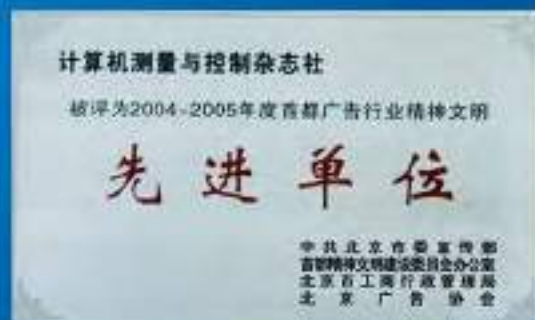 计算机测量与控制杂志社
被评为2004-2005年度首都广告行业精神文明
先进单位
中共北京市委宣传部
首都精神文明建设委员会办公室
北京市工商行政管理局
北京广告协会